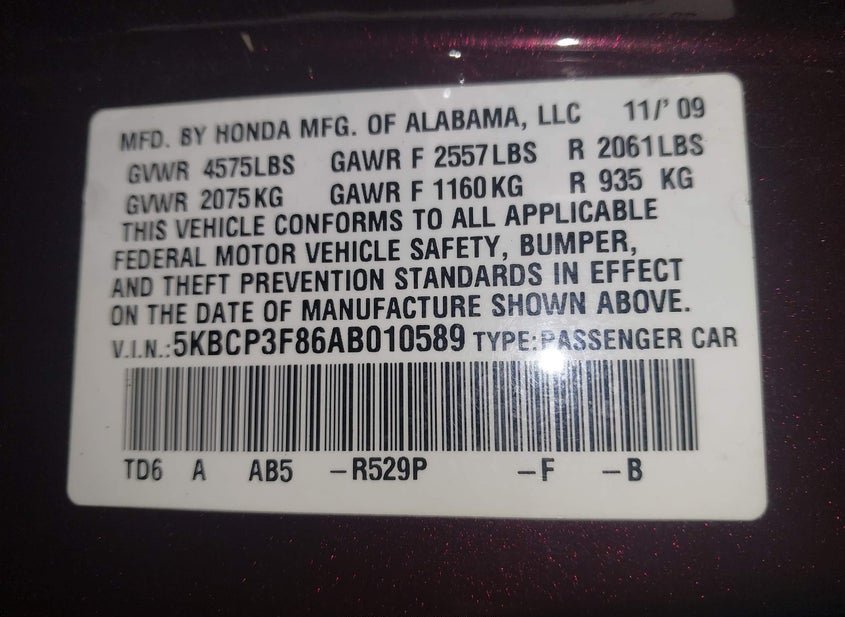 MFD. BY HONDA MFG. OF ALABAMA, LLC 11/'09
GVWR 4575LBS GAWR F 2557LBS R 2061LBS
GVWR 2075KG GAWR F 1160KG R 935 KG
THIS VEHICLE CONFORMS TO ALL APPLICABLE
FEDERAL MOTOR VEHICLE SAFETY, BUMPER,
AND THEFT PREVENTION STANDARDS IN EFFECT
ON THE DATE OF MANUFACTURE SHOWN ABOVE.
V.I.N.:5KBCP3F86AB010589 TYPE:PASSENGER CAR
TD6 A AB5 -R529P -F -B